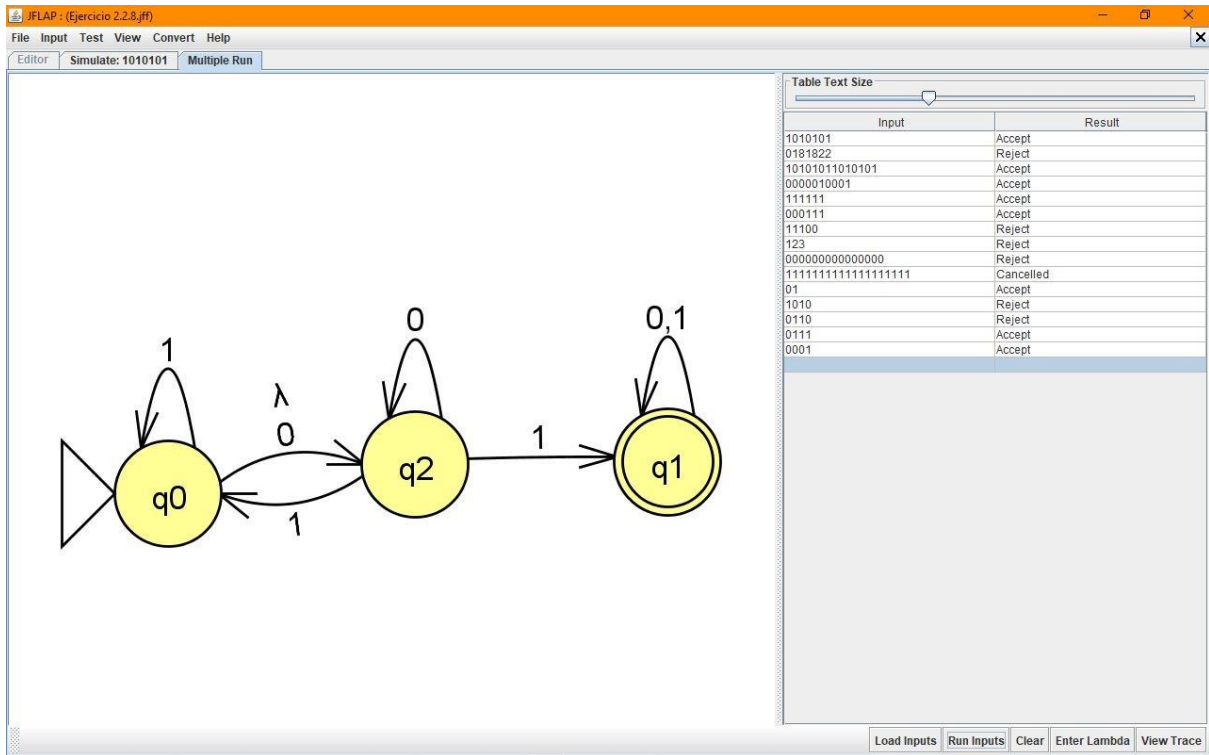 JFLAP : (Ejercicio 2.2.8.jff)
File Input Test View Convert Help
Editor Simulate: 1010101 Multiple Run
Table Text Size
Input Result
1010101 Accept
0181822 Reject
10101011010101 Accept
0000010001 Accept
111111 Accept
000111 Accept
11100 Reject
123 Reject
000000000000000 Reject
1111111111111111111 Cancelled
01 Accept
1010 Reject
0110 Reject
0111 Accept
0001 Accept
1
λ
0
1
0
1
0,1
q0
q2
q1
Load Inputs Run Inputs Clear Enter Lambda View Trace